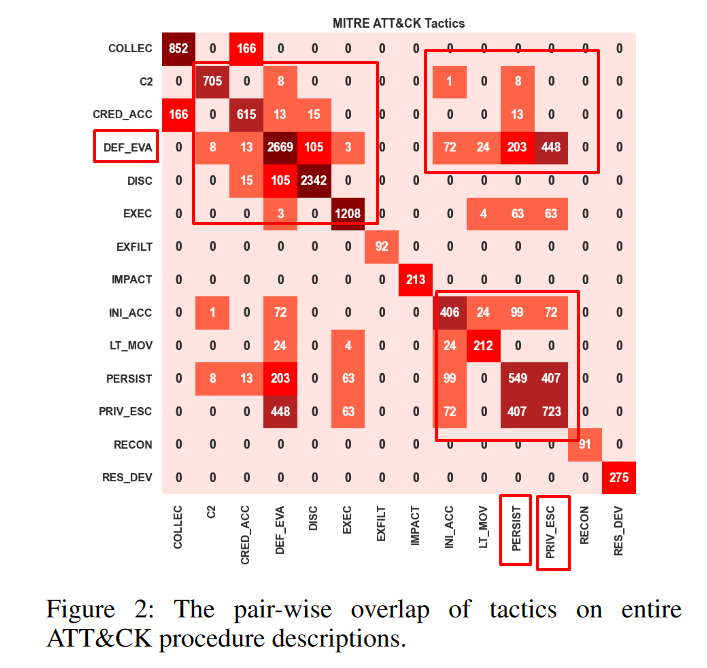 MITRE ATT&CK Tactics
COLLEC 852 0 166 0 0 0 0 0 0 0 0 0 0 0
C2 0 705 0 8 0 0 0 0 1 0 8 0 0 0
CRED_ACC 166 0 615 13 15 0 0 0 0 0 13 0 0 0
DEF_EVA 0 8 13 2669 105 3 0 0 72 24 203 448 0 0
DISC 0 0 15 105 2342 0 0 0 0 0 0 0 0 0
EXEC 0 0 0 3 0 1208 0 0 0 4 63 63 0 0
EXFILT 0 0 0 0 0 0 92 0 0 0 0 0 0 0
IMPACT 0 0 0 0 0 0 0 213 0 0 0 0 0 0
INI_ACC 0 1 0 72 0 0 0 0 406 24 99 72 0 0
LT_MOV 0 0 0 24 0 4 0 0 24 212 0 0 0 0
PERSIST 0 8 13 203 0 63 0 0 99 0 549 407 0 0
PRIV_ESC 0 0 0 448 0 63 0 0 72 0 407 723 0 0
RECON 0 0 0 0 0 0 0 0 0 0 0 0 91 0
RES_DEV 0 0 0 0 0 0 0 0 0 0 0 0 0 275
COLLEC C2 CRED_ACC DEF_EVA DISC EXEC EXFILT IMPACT INI_ACC LT_MOV PERSIST PRIV_ESC RECON RES_DEV
Figure 2: The pair-wise overlap of tactics on entire
ATT&CK procedure descriptions.